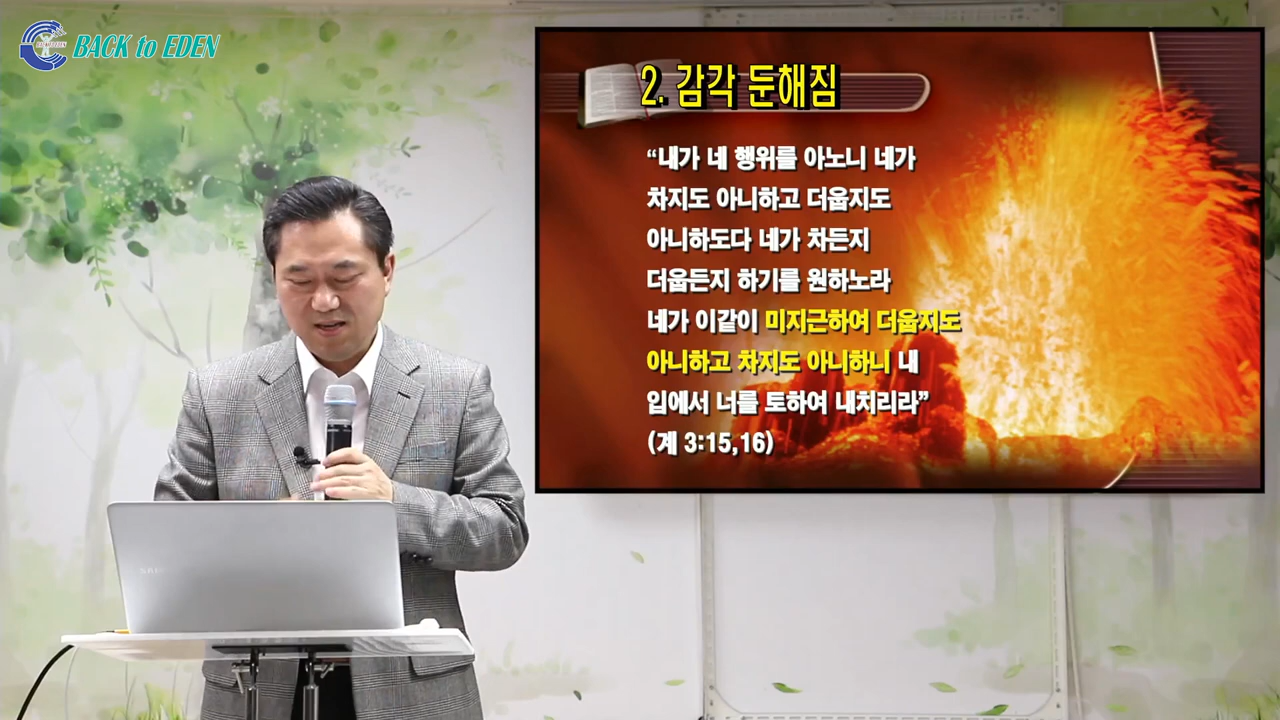 BACK to EDEN
2. 감각 둔해짐
“내가 네 행위를 아노니 네가
차지도 아니하고 더웁지도
아니하도다 네가 차든지
더웁든지 하기를 원하노라
네가 이같이 미지근하여 더웁지도
아니하고 차지도 아니하니 내
입에서 너를 토하여 내치리라”
(계 3:15,16)